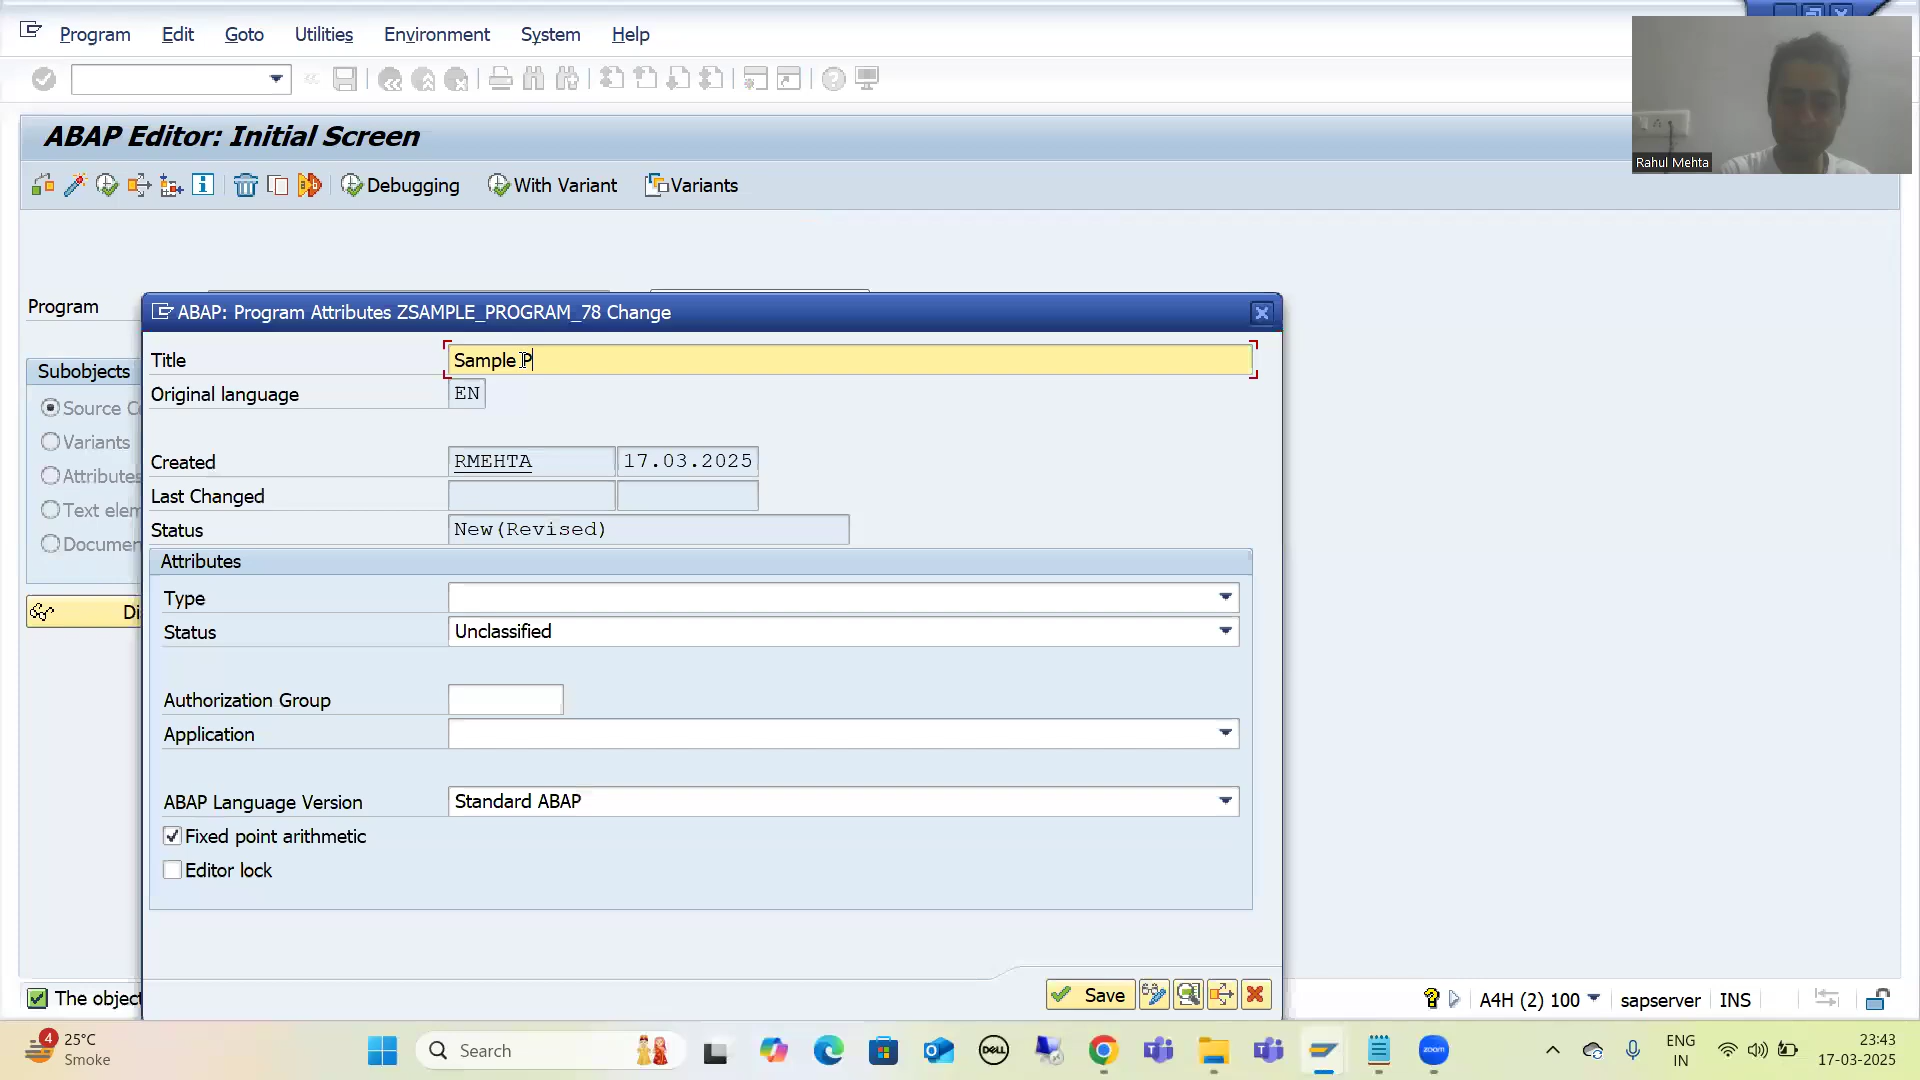 Program Edit Goto Utilities Environment System Help
Rahul Mehta
ABAP Editor: Initial Screen
Debugging With Variant Variants
Program
ABAP: Program Attributes ZSAMPLE_PROGRAM_78 Change
Title Sample P
Original language EN
Created RMEHTA 17.03.2025
Last Changed
Status New(Revised)
Attributes
Type
Status Unclassified
Authorization Group
Application
ABAP Language Version Standard ABAP
Fixed point arithmetic
Editor lock
Save
Subobjects
Source C
Variants
Attributes
Text elem
Documen
Di
The object
A4H (2) 100 sapserver INS
4
25°C
Smoke
Search
DELL
zoom
ENG
IN
23:43
17-03-2025